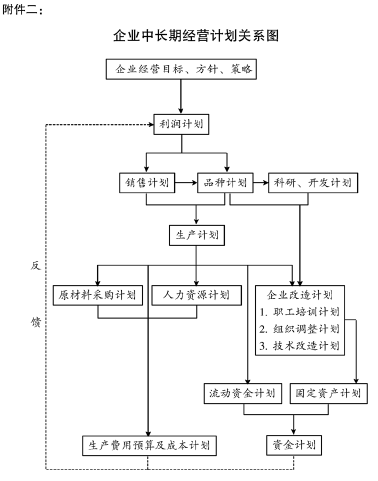 附件二：
企业中长期经营计划关系图
企业经营目标、方针、策略
利润计划
销售计划
品种计划
科研、开发计划
生产计划
反馈
原材料采购计划
人力资源计划
企业改造计划
1. 职工培训计划
2. 组织调整计划
3. 技术改造计划
流动资金计划
固定资产计划
生产费用预算及成本计划
资金计划